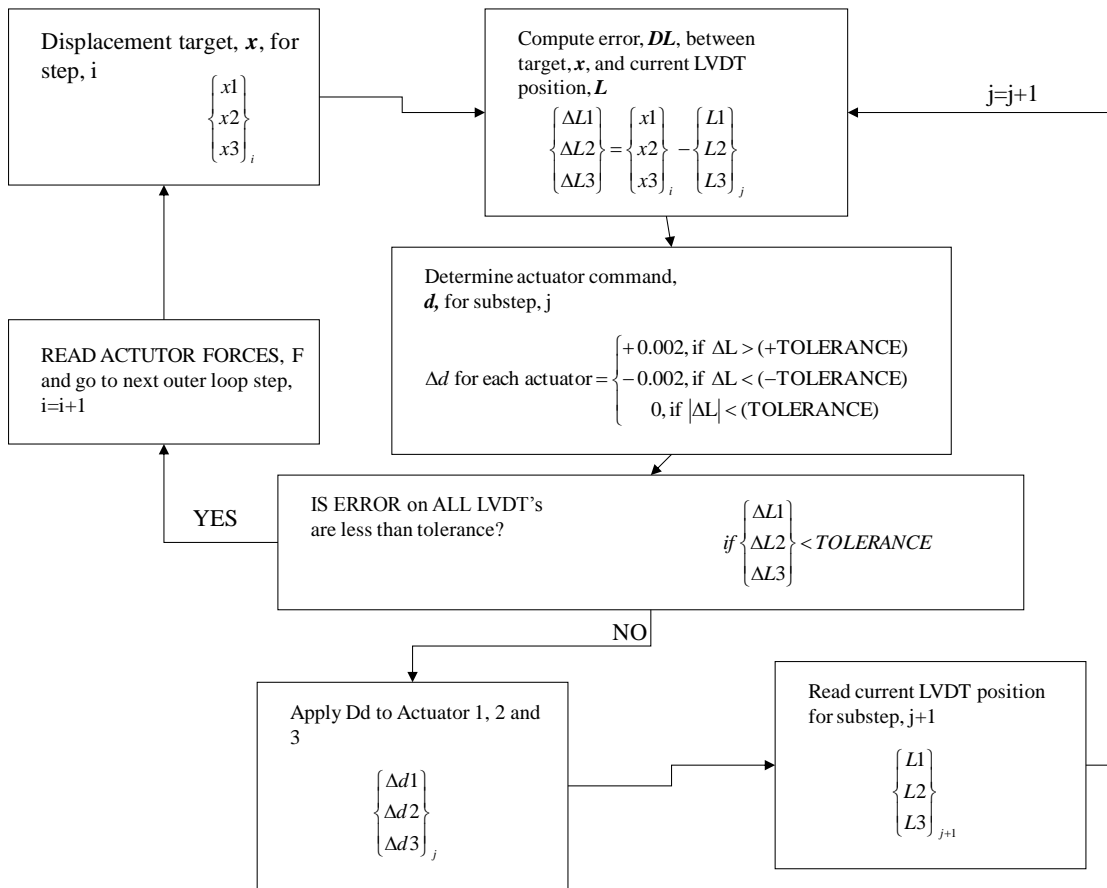 Displacement target, x, for
step, i
{x1
x2
x3}i
Compute error, DL, between
target, x, and current LVDT
position, L
{ΔL1
ΔL2
ΔL3} = {x1
x2
x3}i − {L1
L2
L3}j
j=j+1
Determine actuator command,
d, for substep, j
Δd for each actuator = {+0.002, if ΔL > (+TOLERANCE)
−0.002, if ΔL < (−TOLERANCE)
0, if |ΔL| < (TOLERANCE)
READ ACTUTOR FORCES, F
and go to next outer loop step,
i=i+1
YES
IS ERROR on ALL LVDT's
are less than tolerance?
if {ΔL1
ΔL2
ΔL3} < TOLERANCE
NO
Apply Dd to Actuator 1, 2 and
3
{Δd1
Δd2
Δd3}j
Read current LVDT position
for substep, j+1
{L1
L2
L3}j+1